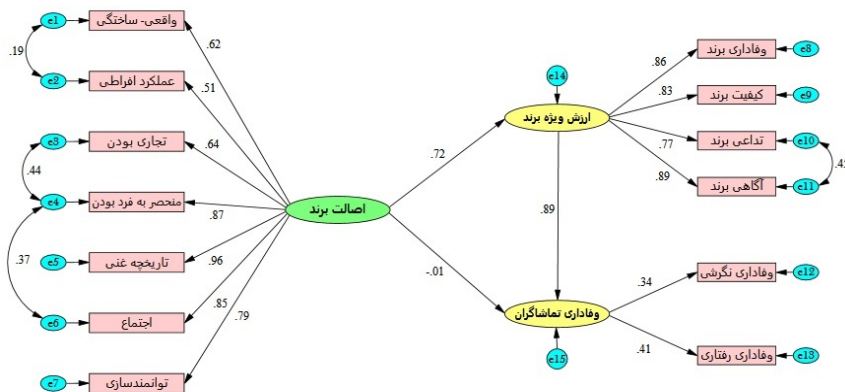 e1
واقعی- ساختگی
.62
.19
e2
عملکرد افراطی
.51
e3
تجاری بودن
.64
.44
e4
منحصر به فرد بودن
.87
.37
e5
تاریخچه غنی
.96
e6
اجتماع
.85
e7
توانمندسازی
.79
اصالت برند
.72
-.01
e14
ارزش ویژه برند
.89
وفاداری تماشاگران
e15
.86
وفاداری برند
e8
.83
کیفیت برند
e9
.77
تداعی برند
e10
.89
آگاهی برند
e11
.34
وفاداری نگرشی
e12
.41
وفاداری رفتاری
e13